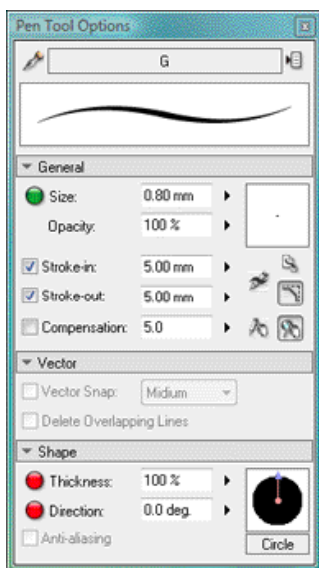 Pen Tool Options
G
General
Size: 0.80 mm
Opacity: 100 %
Stroke-in: 5.00 mm
Stroke-out: 5.00 mm
Compensation: 5.0
Vector
Vector Snap: Midium
Delete Overlapping Lines
Shape
Thickness: 100 %
Direction: 0.0 deg.
Anti-aliasing
Circle